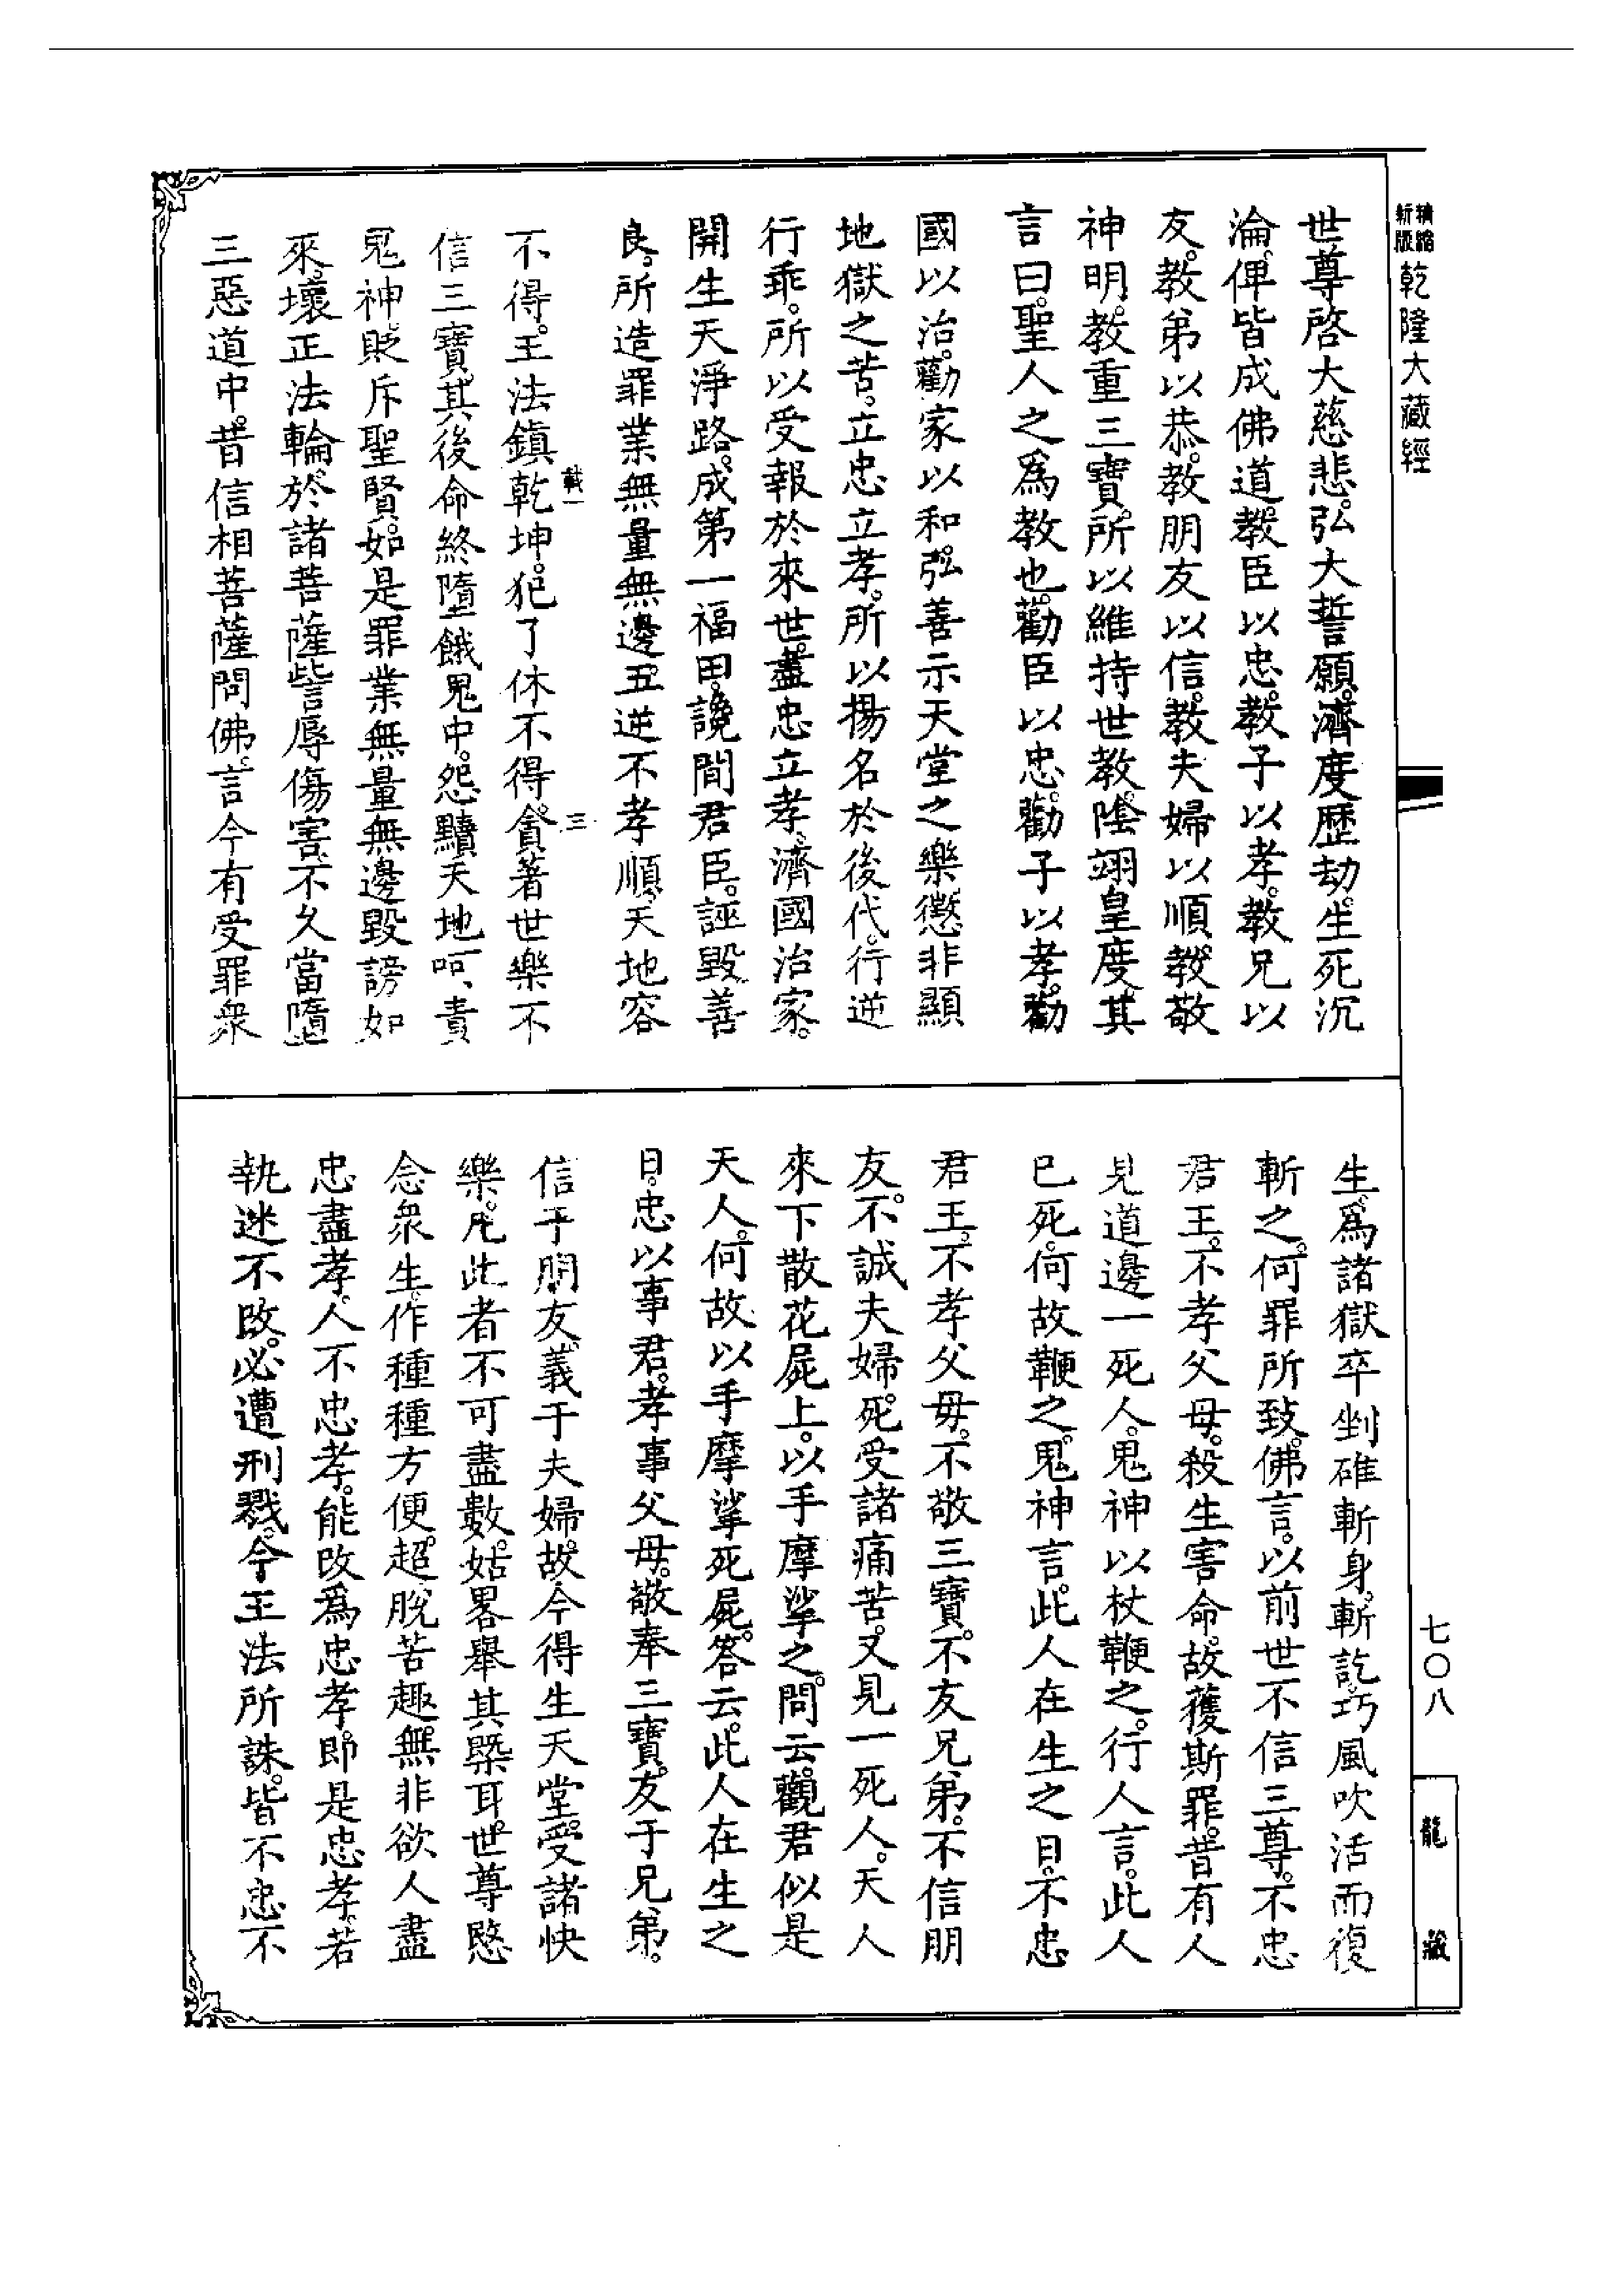 精縮
新版
乾隆大藏經
世尊啓大慈悲。弘大誓願。濟度歷劫。生死沉
淪。俾皆成佛道。教臣以忠。教子以孝。教兄以
友。教弟以恭。教朋友以信。教夫婦以順。教敬
神明。教重三寶。所以維持世教。陰翊皇度。其
言曰。聖人之爲教也。勸臣以忠。勸子以孝。勸
國以治。勸家以和。弘善示天堂之樂。懲非顯
地獄之苦。立忠立孝。所以揚名於後代。行逆
行乖。所以受報於來世。盡忠立孝。濟國治家。
開生天淨路。成第一福田。讒間君臣。誣毀善
良。所造罪業無量無邊。五逆不孝順。天地容
三
不得。王法鎮乾坤。犯了休不得。貪著世樂不
信三寶。其後命終墮餓鬼中。怨黷天地呵責
鬼神。貶斥聖賢。如是罪業無量無邊毀謗如
來。壞正法輪。於諸菩薩訾辱傷害。不久當墮
三惡道中。昔信相菩薩問佛。言今有受罪衆
生。爲諸獄卒剉碓斬身。斬訖。巧風吹活而復
斬之。何罪所致。佛言。以前世不信三尊。不忠
君王。不孝父母。殺生害命。故獲斯罪。昔有人
見道邊一死人。鬼神以杖鞭之。行人言。此人
已死。何故鞭之。鬼神言。此人在生之日。不忠
君王。不孝父母。不敬三寶。不友兄弟。不信朋
友。不誠夫婦。死受諸痛苦。又見一死人。天人
來下散花屍上。以手摩挲之。問云。觀君似是
天人。何故以手摩挲死屍。答云。此人在生之
日。忠以事君。孝事父母。敬奉三寶。友于兄弟。
信于朋友。義于夫婦。故今得生天堂。受諸快
樂。凡此者不可盡數。姑畧舉其槩耳。世尊愍
念衆生。作種種方便。超脫苦趣。無非欲人盡
忠盡孝。人不忠孝。能改爲忠孝。即是忠孝。若
執迷不改。必遭刑戮。今王法所誅。皆不忠不
七〇八
龍藏